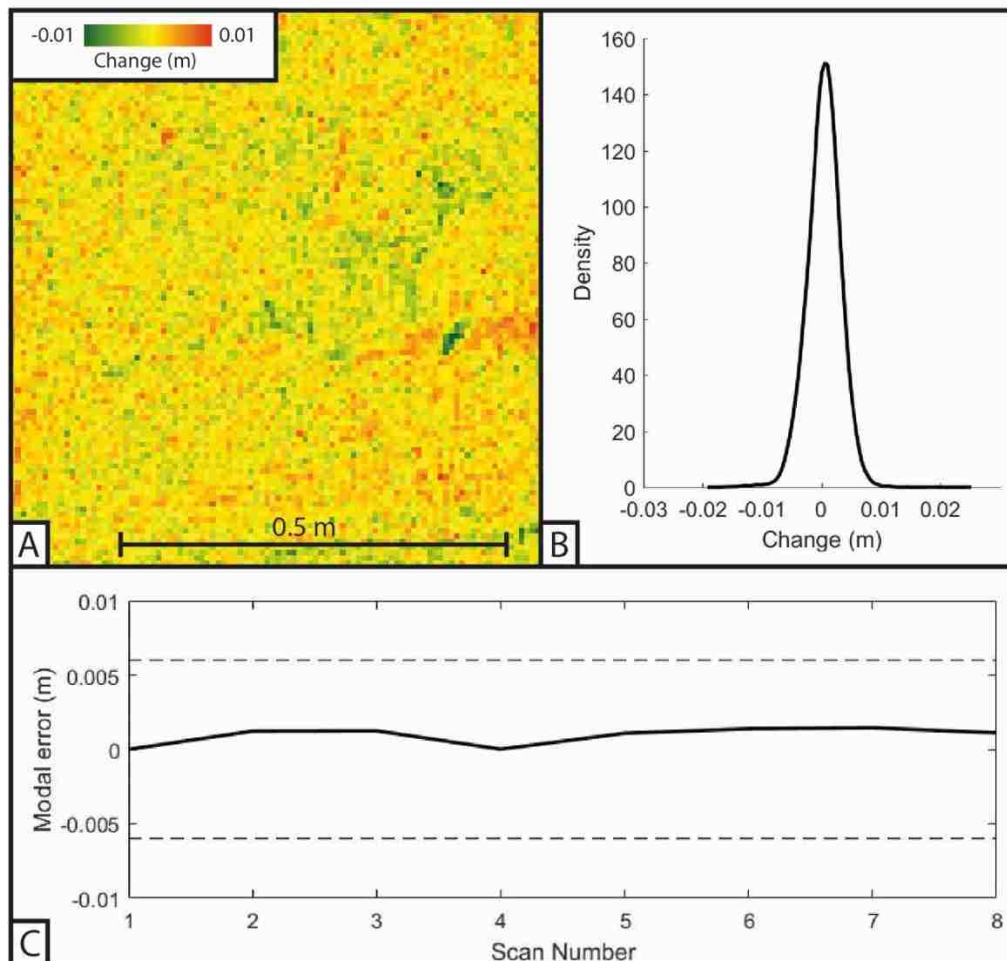 -0.01 0.01
Change (m)
0.5 m
A
160
140
120
100
80
60
40
20
0
Density
-0.03 -0.02 -0.01 0 0.01 0.02
Change (m)
B
0.01
0.005
0
-0.005
-0.01
Modal error (m)
1 2 3 4 5 6 7 8
Scan Number
C